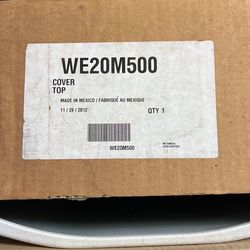 WE20M500
COVER
TOP
MADE IN MEXICO / FABRIQUÉ AU MEXIQUE
11 / 29 / 2012
QTY 1
WE20M500